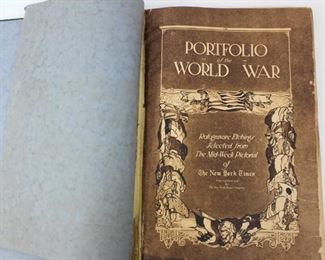 PORTFOLIO
of the
WORLD WAR
Rotogravure Etchings
Selected from
The Mid-Week Pictorial
of
The New York Times